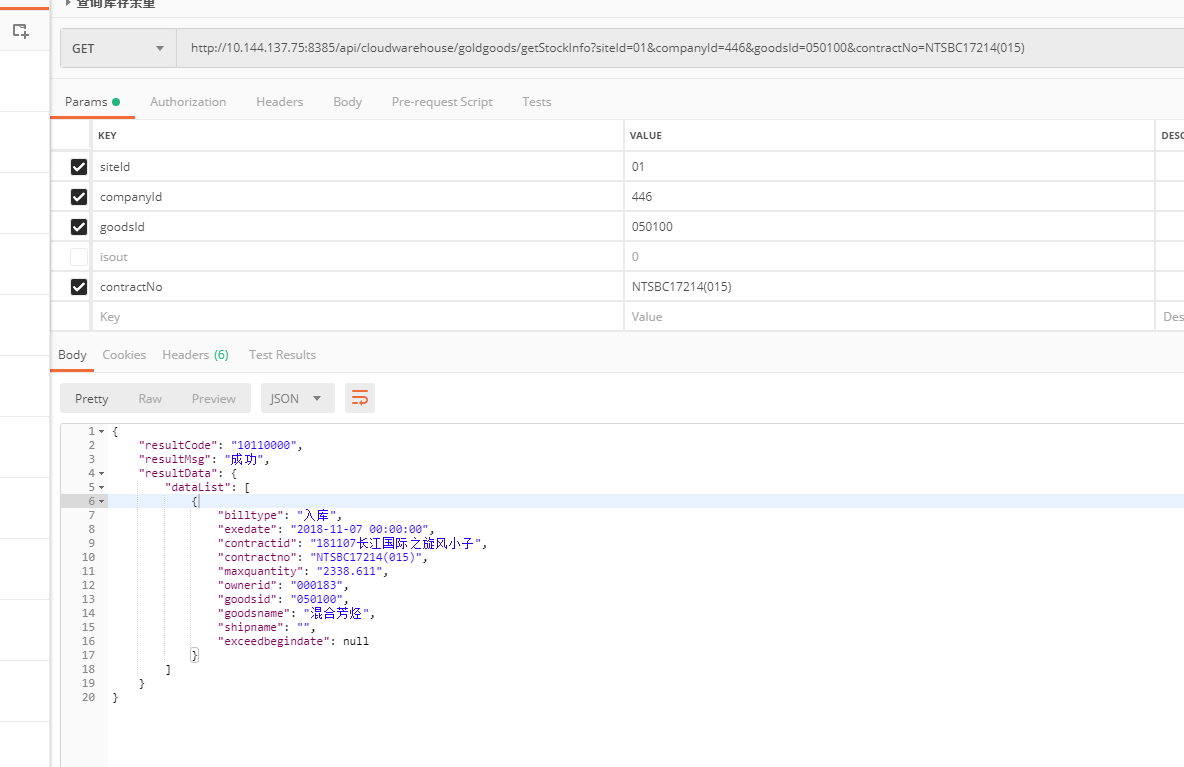 查询库存余量
GET http://10.144.137.75:8385/api/cloudwarehouse/goldgoods/getStockInfo?siteId=01&companyId=446&goodsId=050100&contractNo=NTSBC17214(015)
Params Authorization Headers Body Pre-request Script Tests
KEY VALUE DESC
siteId 01
companyId 446
goodsId 050100
isout 0
contractNo NTSBC17214(015)
Key Value Des
Body Cookies Headers (6) Test Results
Pretty Raw Preview JSON
1 {
2 "resultCode": "10110000",
3 "resultMsg": "成功",
4 "resultData": {
5 "dataList": [
6 {
7 "billtype": "入库",
8 "exedate": "2018-11-07 00:00:00",
9 "contractid": "181107长江国际之旋风小子",
10 "contractno": "NTSBC17214(015)",
11 "maxquantity": "2338.611",
12 "ownerid": "000183",
13 "goodsid": "050100",
14 "goodsname": "混合芳烃",
15 "shipname": "",
16 "exceedbegindate": null
17 }
18 ]
19 }
20 }